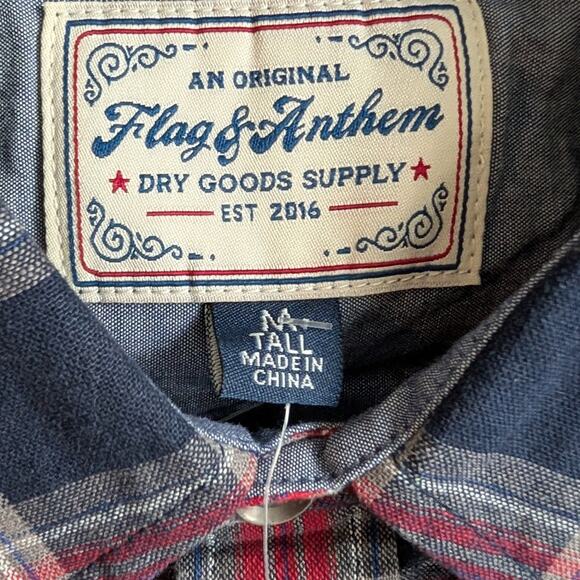 AN ORIGINAL
Flag & Anthem
DRY GOODS SUPPLY
EST 2016
M
TALL
MADE IN
CHINA